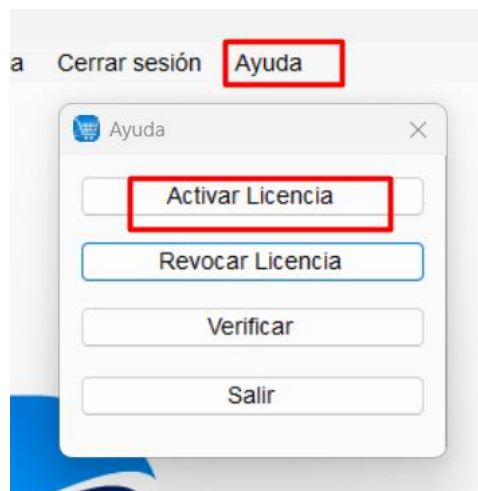 a Cerrar sesión Ayuda
Ayuda
Activar Licencia
Revocar Licencia
Verificar
Salir